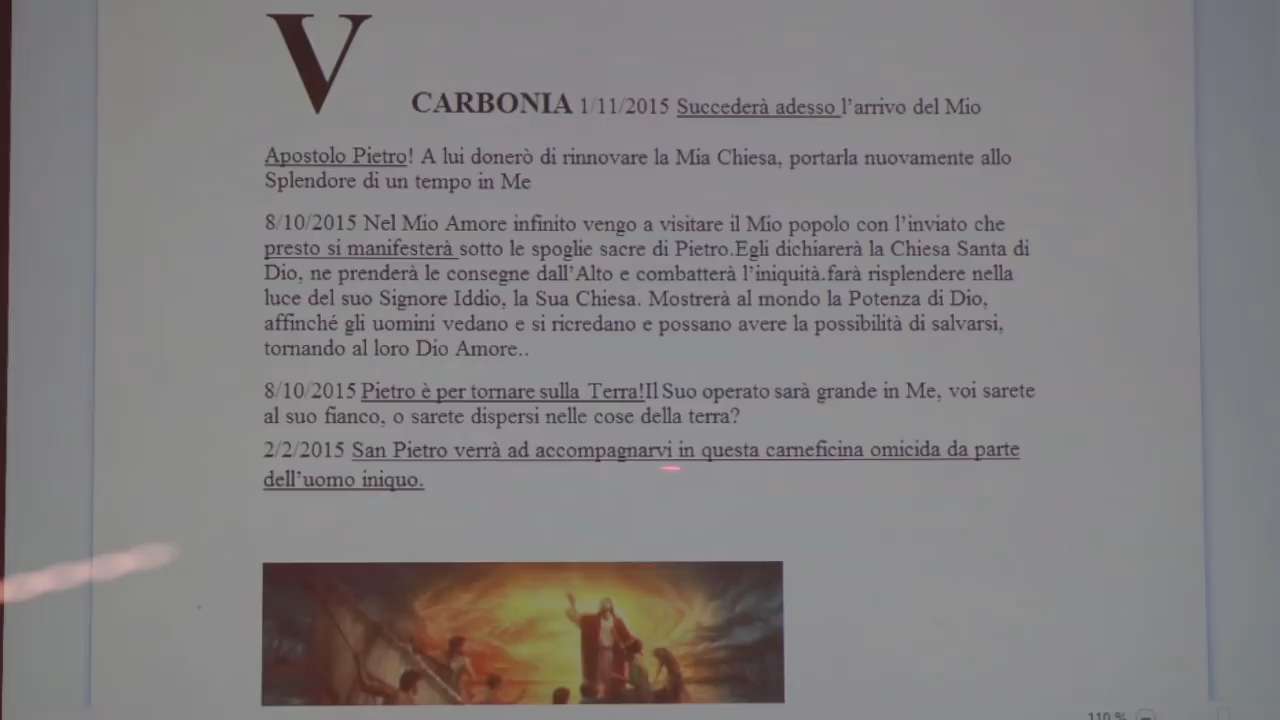 V
CARBONIA 1/11/2015 Succederà adesso l'arrivo del Mio
Apostolo Pietro! A lui donerò di rinnovare la Mia Chiesa, portarla nuovamente allo
Splendore di un tempo in Me
8/10/2015 Nel Mio Amore infinito vengo a visitare il Mio popolo con l'inviato che
presto si manifesterà sotto le spoglie sacre di Pietro.Egli dichiarerà la Chiesa Santa di
Dio, ne prenderà le consegne dall'Alto e combatterà l'iniquità.farà risplendere nella
luce del suo Signore Iddio, la Sua Chiesa. Mostrerà al mondo la Potenza di Dio,
affinché gli uomini vedano e si ricredano e possano avere la possibilità di salvarsi,
tornando al loro Dio Amore..
8/10/2015 Pietro è per tornare sulla Terra!Il Suo operato sarà grande in Me, voi sarete
al suo fianco, o sarete dispersi nelle cose della terra?
2/2/2015 San Pietro verrà ad accompagnarvi in questa carneficina omicida da parte
dell'uomo iniquo.
110 %